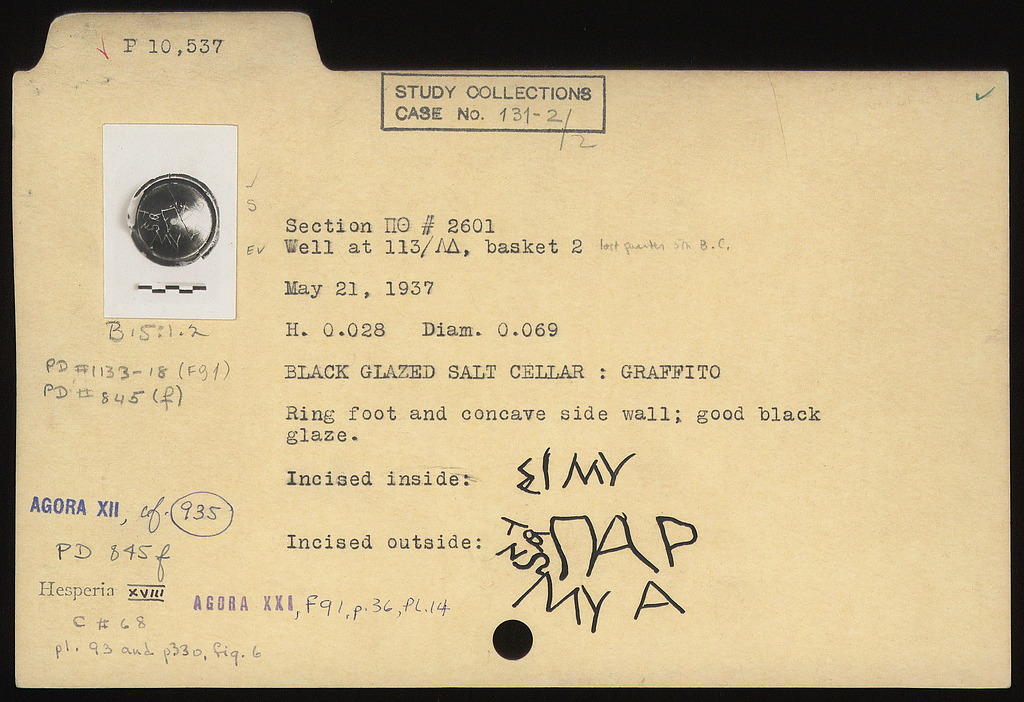 P 10,537
STUDY COLLECTIONS
CASE No. 131-2/2
S
EV
Section ΠΘ # 2601
Well at 113/ΛΔ, basket 2 last quarter 5th B.C.
May 21, 1937
H. 0.028 Diam. 0.069
B 15:1.2
PD #1133-18 (F91)
PD # 845 (f)
BLACK GLAZED SALT CELLAR : GRAFFITO
Ring foot and concave side wall; good black
glaze.
Incised inside: ΣΙ ΜΥ
Incised outside: ΠΑΡ
ΜΥ Α
AGORA XII, cf. 935
PD 845f
Hesperia XVIII
C # 68
pl. 93 and p330, fig. 6
AGORA XXI, F91, p. 36, PL. 14